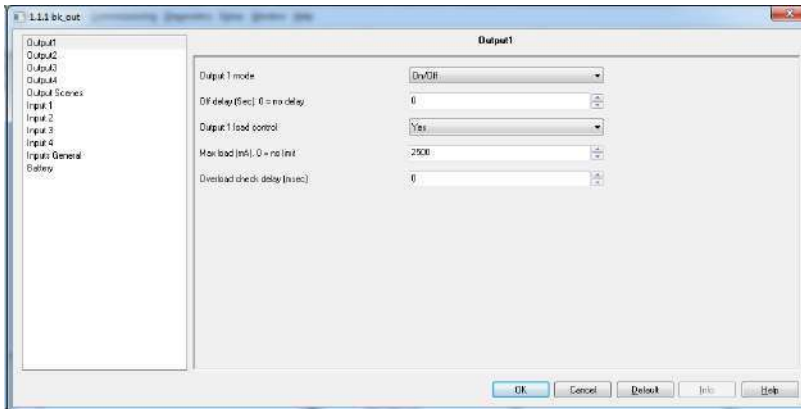 1.1.1 bk_out
Output1
Output2
Output3
Output4
Output Scenes
Input 1
Input 2
Input 3
Input 4
Inputs General
Battery
Output1
Output 1 mode
On/Off
Off delay (Sec). 0 = no delay
0
Output 1 load control
Yes
Max load (mA). 0 = no limit
2500
Overload check delay (msec)
0
OK
Cancel
Default
Info
Help